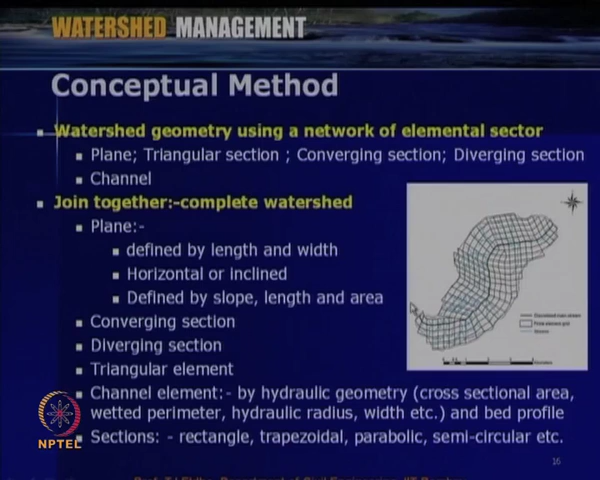 WATERSHED MANAGEMENT
Conceptual Method
Watershed geometry using a network of elemental sector
Plane; Triangular section ; Converging section; Diverging section
Channel
Join together:-complete watershed
Plane:-
defined by length and width
Horizontal or inclined
Defined by slope, length and area
Converging section
Diverging section
Triangular element
Channel element:- by hydraulic geometry (cross sectional area,
wetted perimeter, hydraulic radius, width etc.) and bed profile
Sections: - rectangle, trapezoidal, parabolic, semi-circular etc.
NPTEL
16